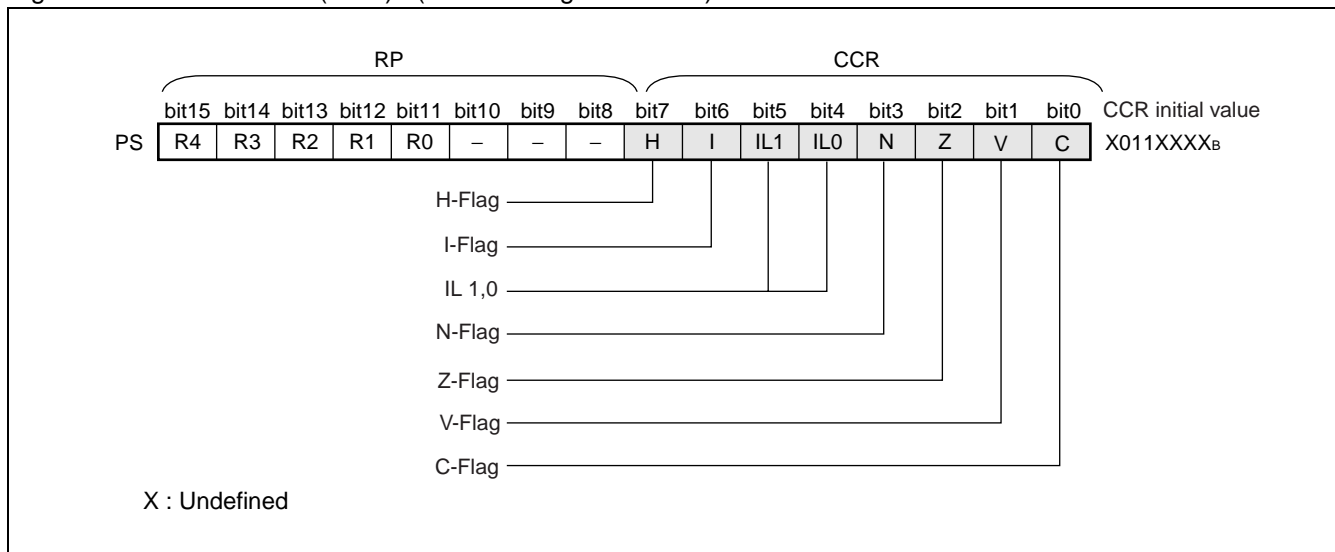 RP CCR
bit15 bit14 bit13 bit12 bit11 bit10 bit9 bit8 bit7 bit6 bit5 bit4 bit3 bit2 bit1 bit0 CCR initial value
PS R4 R3 R2 R1 R0 – – – H I IL1 IL0 N Z V C X011XXXXB
H-Flag
I-Flag
IL 1,0
N-Flag
Z-Flag
V-Flag
C-Flag
X : Undefined